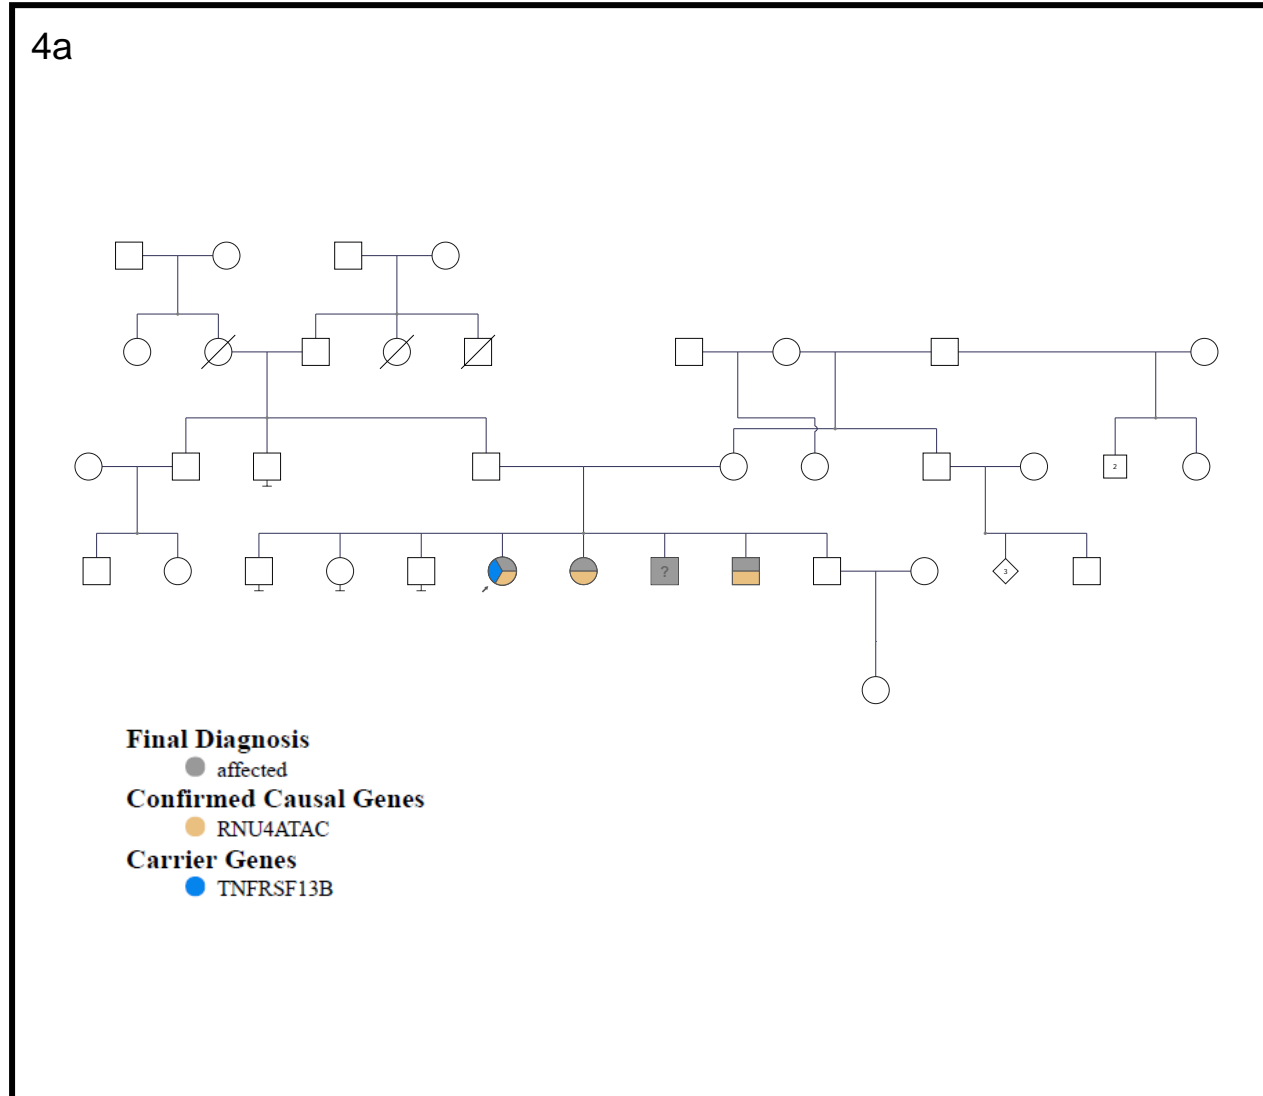 4a
2
?
3
Final Diagnosis
affected
Confirmed Causal Genes
RNU4ATAC
Carrier Genes
TNFRSF13B